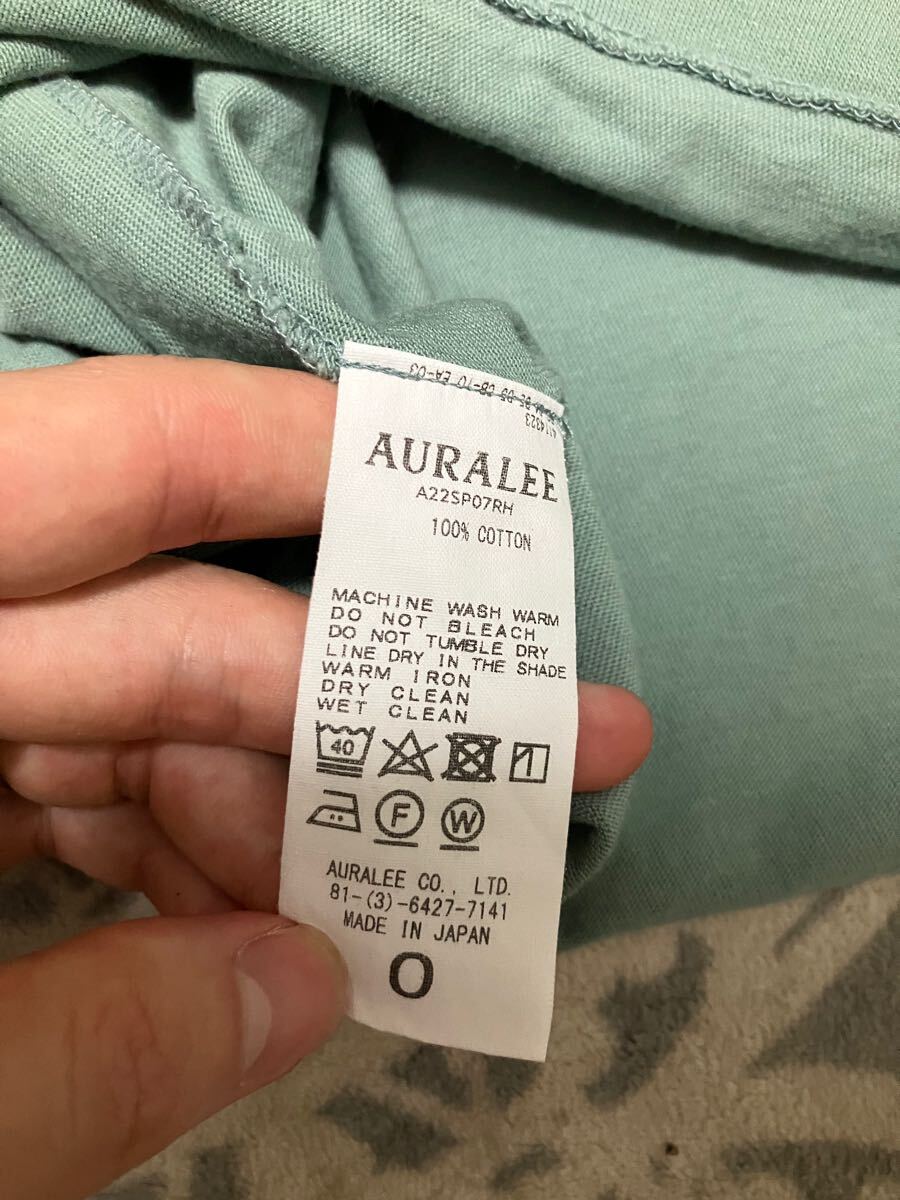 AURALEE
A22SP07RH
100% COTTON
MACHINE WASH WARM
DO NOT BLEACH
DO NOT TUMBLE DRY
LINE DRY IN THE SHADE
WARM IRON
DRY CLEAN
WET CLEAN
40
F
W
AURALEE CO., LTD.
81-(3)-6427-7141
MADE IN JAPAN
O